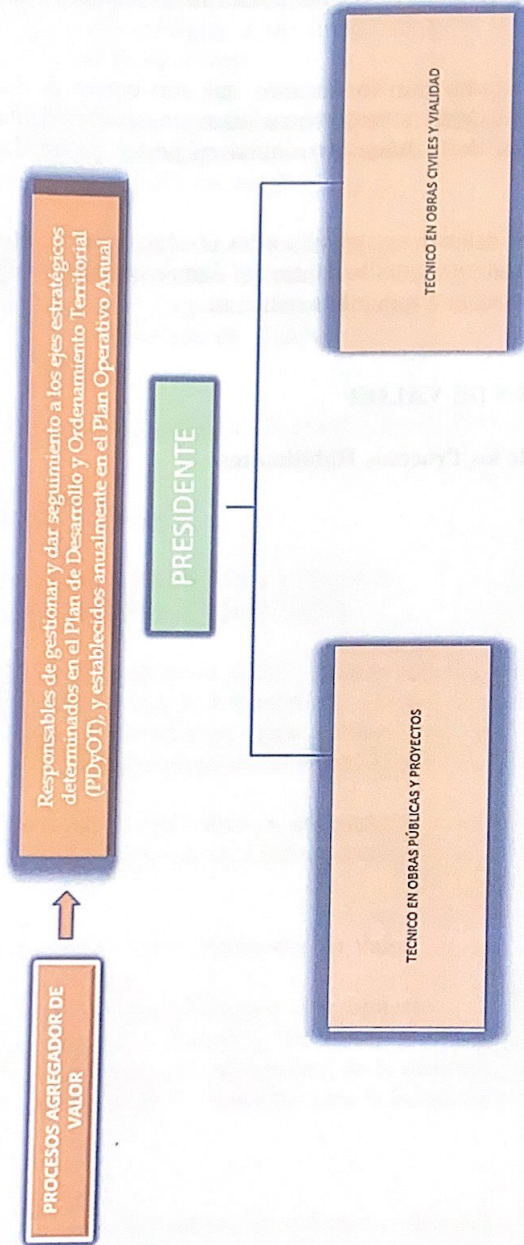 PROCESOS AGREGADOR DE
VALOR
Responsables de gestionar y dar seguimiento a los ejes estratégicos
determinados en el Plan de Desarrollo y Ordenamiento Territorial
(PDyOT), y establecidos anualmente en el Plan Operativo Anual
PRESIDENTE
TECNICO EN OBRAS PÚBLICAS Y PROYECTOS
TECNICO EN OBRAS CIVILES Y VIALIDAD